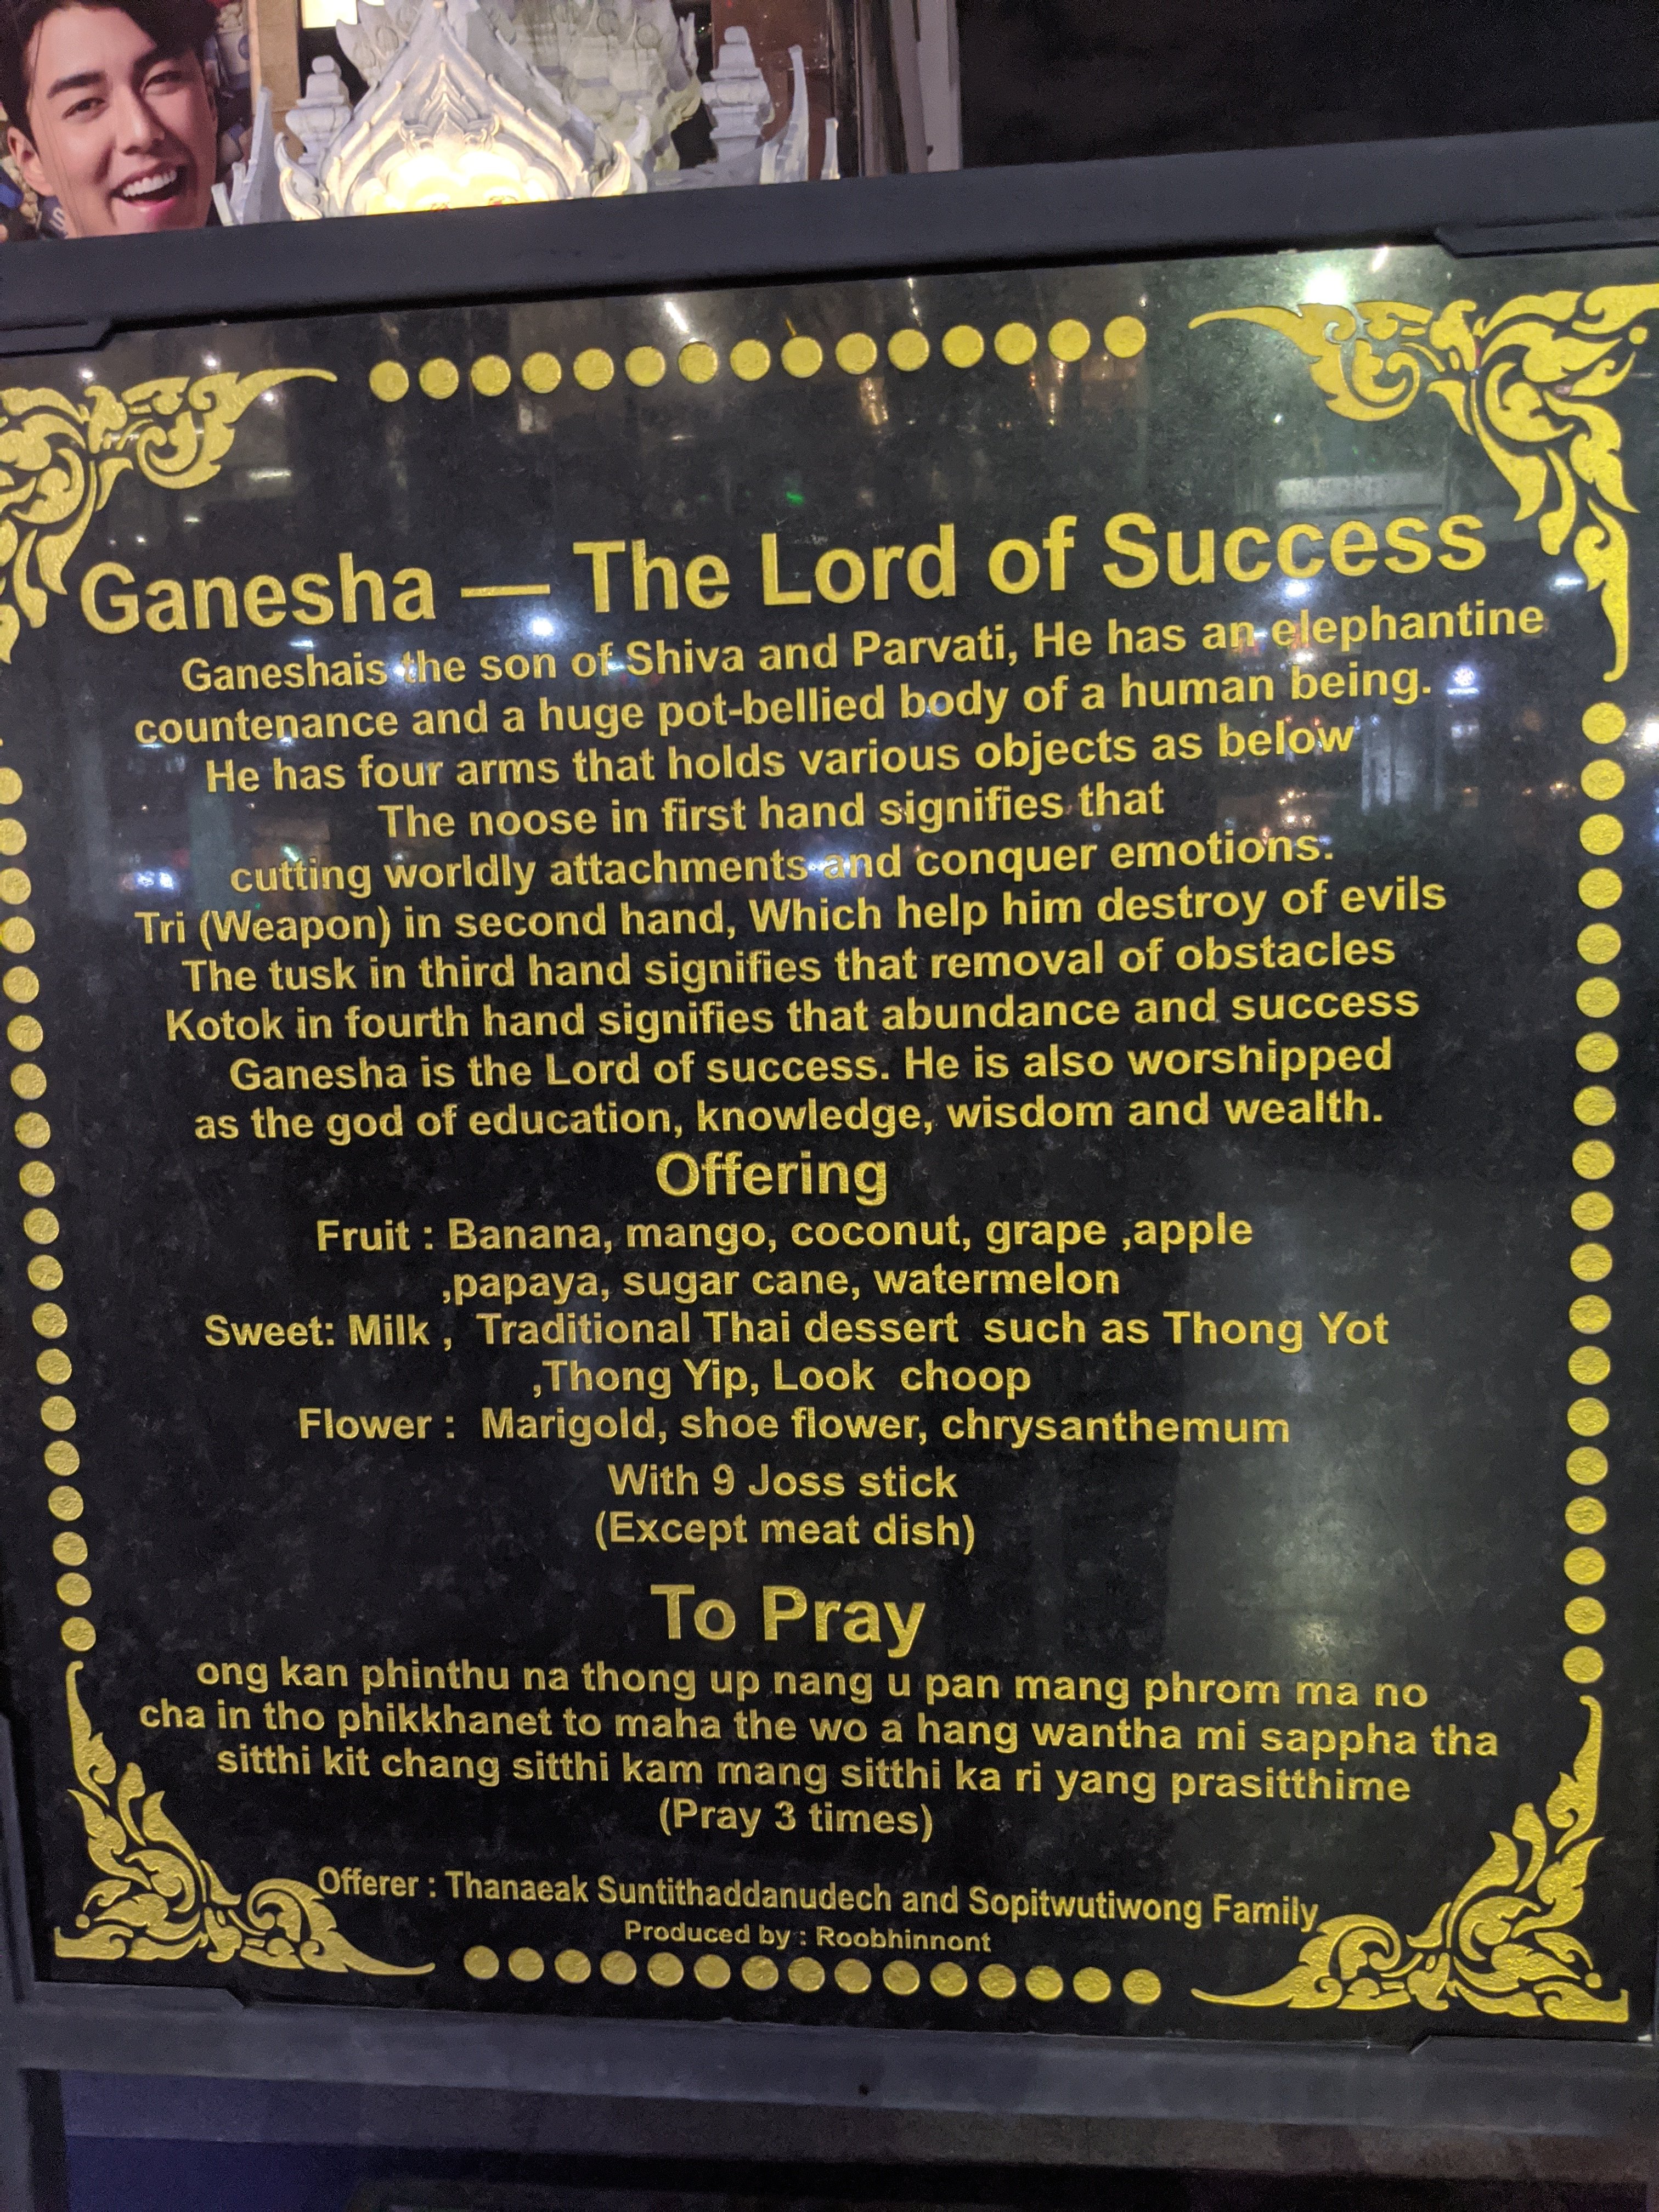 Ganesha — The Lord of Success
Ganeshais the son of Shiva and Parvati, He has an elephantine
countenance and a huge pot-bellied body of a human being.
He has four arms that holds various objects as below
The noose in first hand signifies that
cutting worldly attachments and conquer emotions.
Tri (Weapon) in second hand, Which help him destroy of evils
The tusk in third hand signifies that removal of obstacles
Kotok in fourth hand signifies that abundance and success
Ganesha is the Lord of success. He is also worshipped
as the god of education, knowledge, wisdom and wealth.
Offering
Fruit : Banana, mango, coconut, grape ,apple
,papaya, sugar cane, watermelon
Sweet: Milk , Traditional Thai dessert such as Thong Yot
,Thong Yip, Look choop
Flower : Marigold, shoe flower, chrysanthemum
With 9 Joss stick
(Except meat dish)
To Pray
ong kan phinthu na thong up nang u pan mang phrom ma no
cha in tho phikkhanet to maha the wo a hang wantha mi sappha tha
sitthi kit chang sitthi kam mang sitthi ka ri yang prasitthime
(Pray 3 times)
Offerer : Thanaeak Suntithaddanudech and Sopitwutiwong Family
Produced by : Roobhinnont